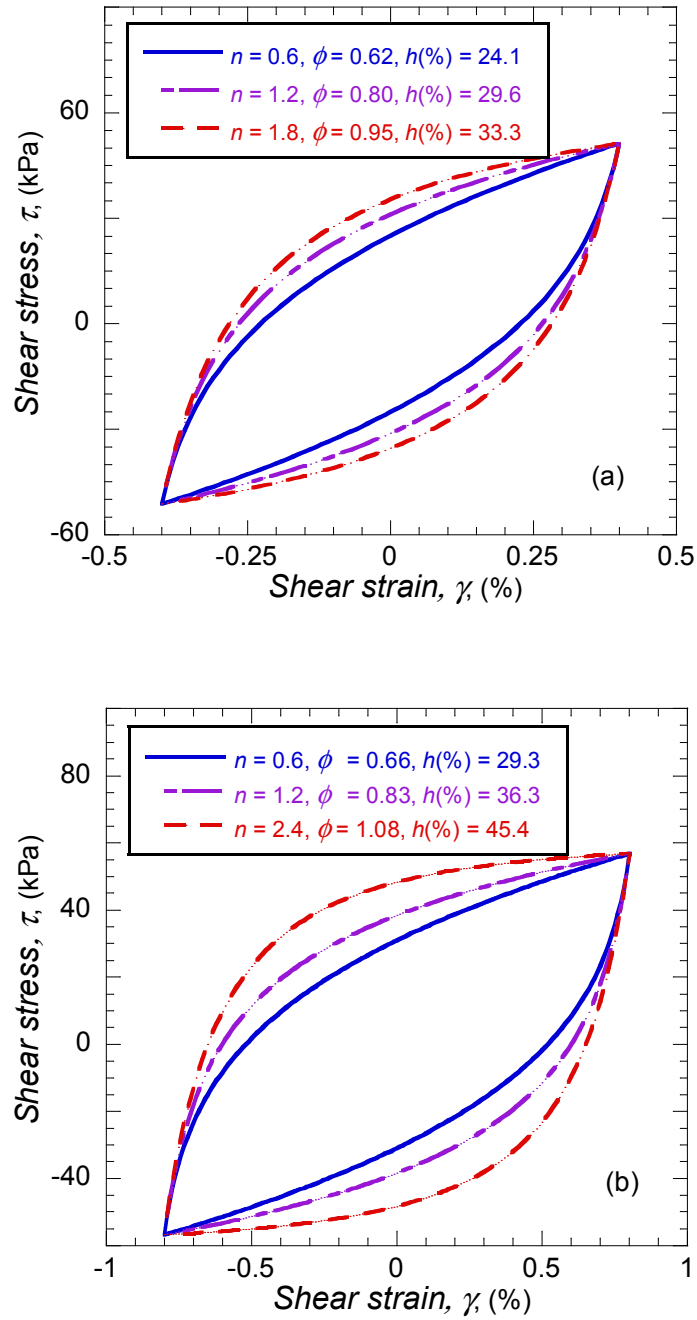 n = 0.6, ϕ = 0.62, h(%) = 24.1
n = 1.2, ϕ = 0.80, h(%) = 29.6
n = 1.8, ϕ = 0.95, h(%) = 33.3
60
30
0
-30
-60
Shear stress, τ, (kPa)
(a)
-0.5 -0.25 0 0.25 0.5
Shear strain, γ, (%)
n = 0.6, ϕ = 0.66, h(%) = 29.3
n = 1.2, ϕ = 0.83, h(%) = 36.3
n = 2.4, ϕ = 1.08, h(%) = 45.4
80
40
0
-40
Shear stress, τ, (kPa)
(b)
-1 -0.5 0 0.5 1
Shear strain, γ, (%)